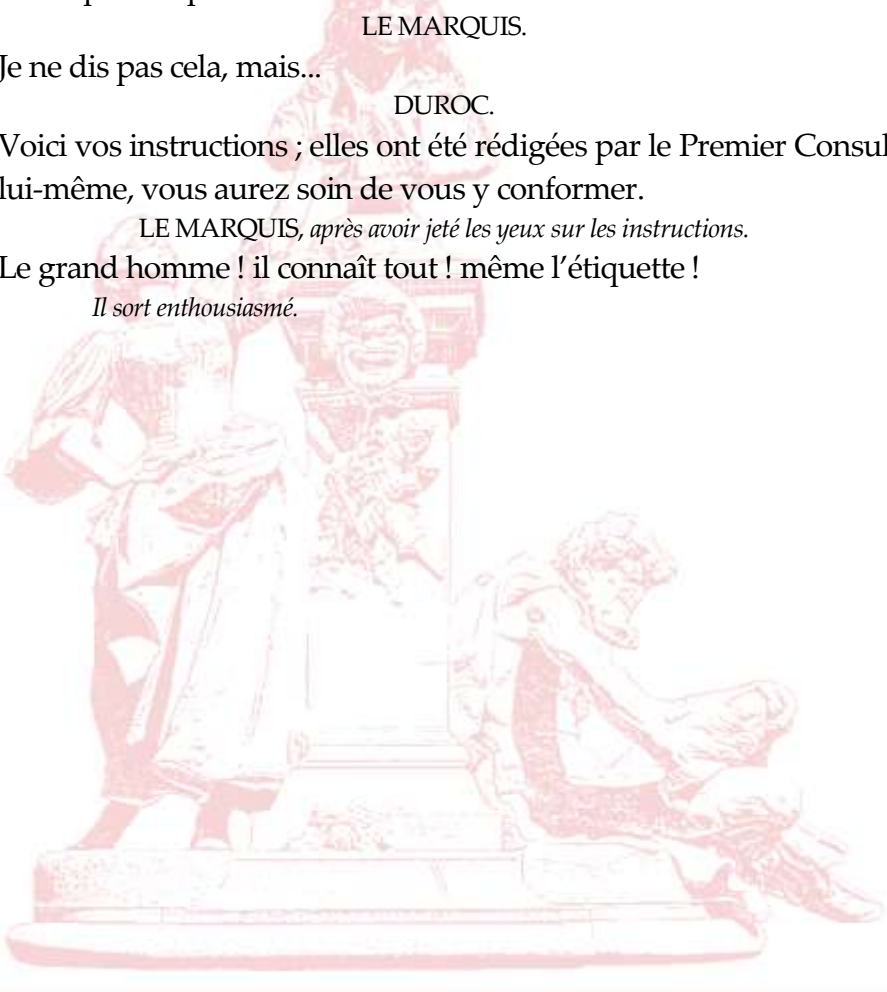 LE MARQUIS.
Je ne dis pas cela, mais...
DUROC.
Voici vos instructions ; elles ont été rédigées par le Premier Consul
lui-même, vous aurez soin de vous y conformer.
LE MARQUIS, après avoir jeté les yeux sur les instructions.
Le grand homme ! il connaît tout ! même l’étiquette !
Il sort enthousiasmé.